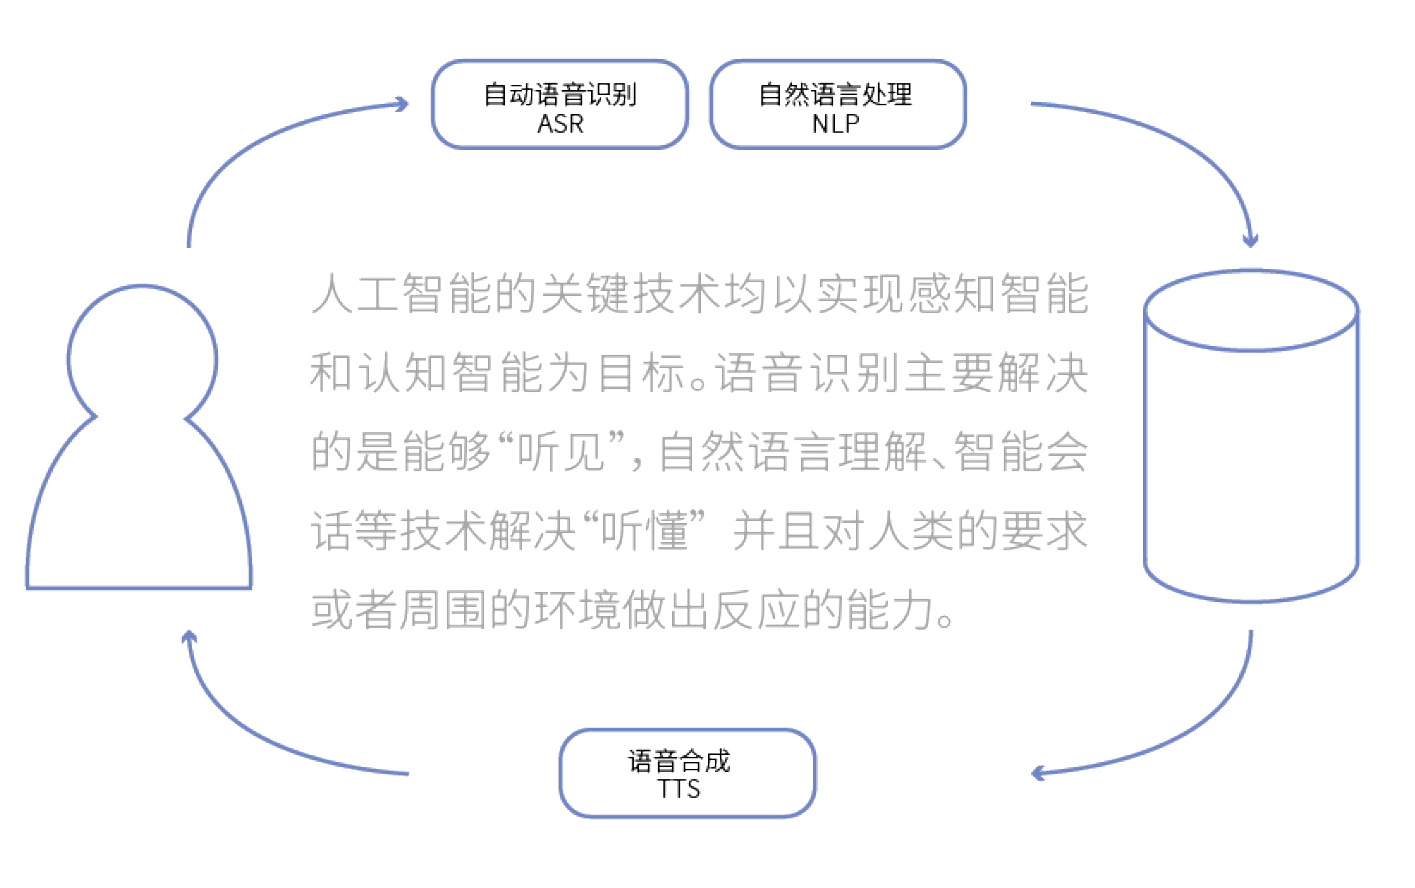 自动语音识别
ASR
自然语言处理
NLP
人工智能的关键技术均以实现感知智能
和认知智能为目标。语音识别主要解决
的是能够“听见”，自然语言理解、智能会
话等技术解决“听懂” 并且对人类的要求
或者周围的环境做出反应的能力。
语音合成
TTS